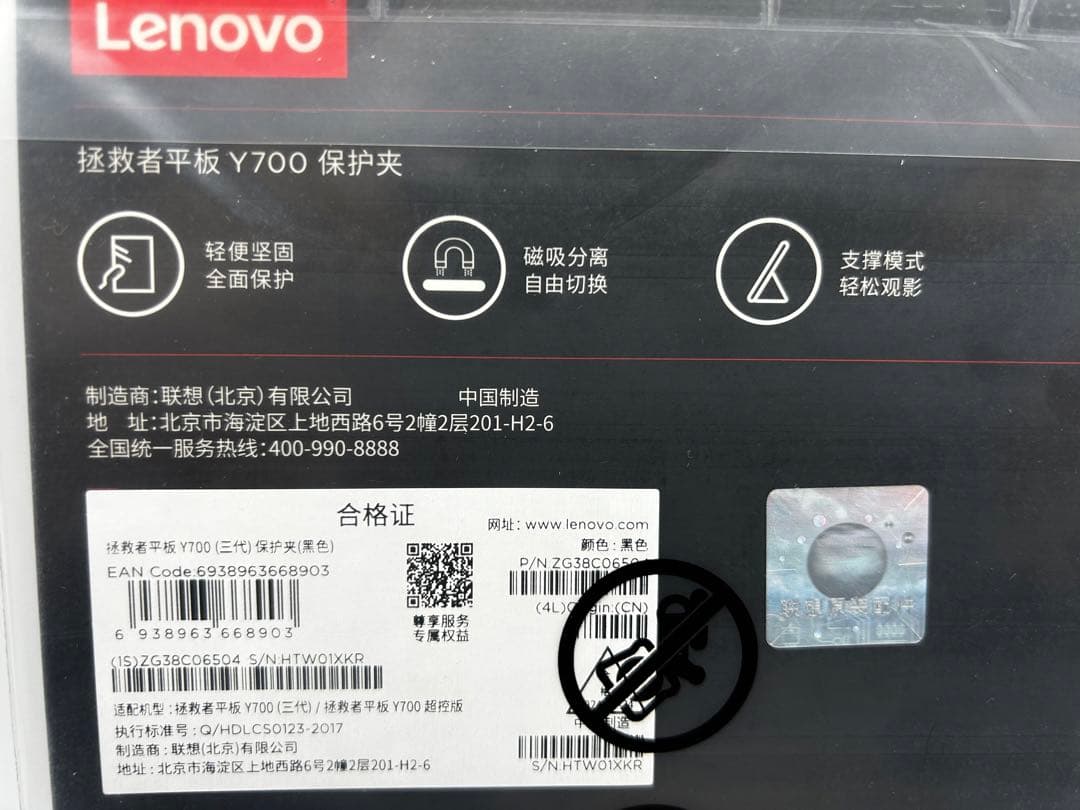 Lenovo
拯救者平板 Y700 保护夹
轻便坚固
全面保护
磁吸分离
自由切换
支撑模式
轻松观影
制造商:联想(北京)有限公司 中国制造
地 址:北京市海淀区上地西路6号2幢2层201-H2-6
全国统一服务热线:400-990-8888
合格证
网址: www.lenovo.com
拯救者平板 Y700 (三代) 保护夹(黑色)
颜色:黑色
EAN Code:6938963668903
P/N ZG38C0650
(4L) (CN)
6 938963 668903
尊享服务
专属权益
(1S)ZG38C06504 S/N:HTW01XKR
适配机型:拯救者平板 Y700 (三代) / 拯救者平板 Y700 超控版
执行标准号:Q/HDLCS0123-2017
制造商:联想(北京)有限公司
地址:北京市海淀区上地西路6号2幢2层201-H2-6
制造
S/N:HTW01XKR
联想原装配件